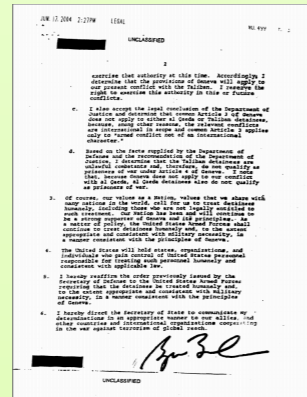 JUN. 17. 2004 2:27PM LEGAL
UNCLASSIFIED
2
exercise that authority at this time. Accordingly, I
determine that the provisions of Geneva will apply to
our present conflict with the Taliban. I reserve the
right to exercise this authority in this or future
conflicts.
c. I also accept the legal conclusion of the Department of
Justice and determine that common Article 3 of Geneva
does not apply to either al Qaeda or Taliban detainees,
because, among other reasons, the relevant conflicts
are international in scope and common Article 3 applies
only to "armed conflict not of an international
character."
d. Based on the facts supplied by the Department of
Defense and the recommendation of the Department of
Justice, I determine that the Taliban detainees are
unlawful combatants and, therefore, do not qualify as
prisoners of war under Article 4 of Geneva. I note
that, because Geneva does not apply to our conflict
with al Qaeda, al Qaeda detainees also do not qualify
as prisoners of war.
3. Of course, our values as a Nation, values that we share with
many nations in the world, call for us to treat detainees
humanely, including those who are not legally entitled to
such treatment. Our Nation has been and will continue to
be a strong supporter of Geneva and its principles. As
a matter of policy, the United States Armed Forces shall
continue to treat detainees humanely and, to the extent
appropriate and consistent with military necessity, in
a manner consistent with the principles of Geneva.
4. The United States will hold states, organizations, and
individuals who gain control of United States personnel
responsible for treating such personnel humanely and
consistent with applicable law.
5. I hereby reaffirm the order previously issued by the
Secretary of Defense to the United States Armed Forces
requiring that the detainees be treated humanely and,
to the extent appropriate and consistent with military
necessity, in a manner consistent with the principles
of Geneva.
6. I hereby direct the Secretary of State to communicate my
determinations in an appropriate manner to our allies, and
other countries and international organizations cooperating
in the war against terrorism of global reach.
UNCLASSIFIED